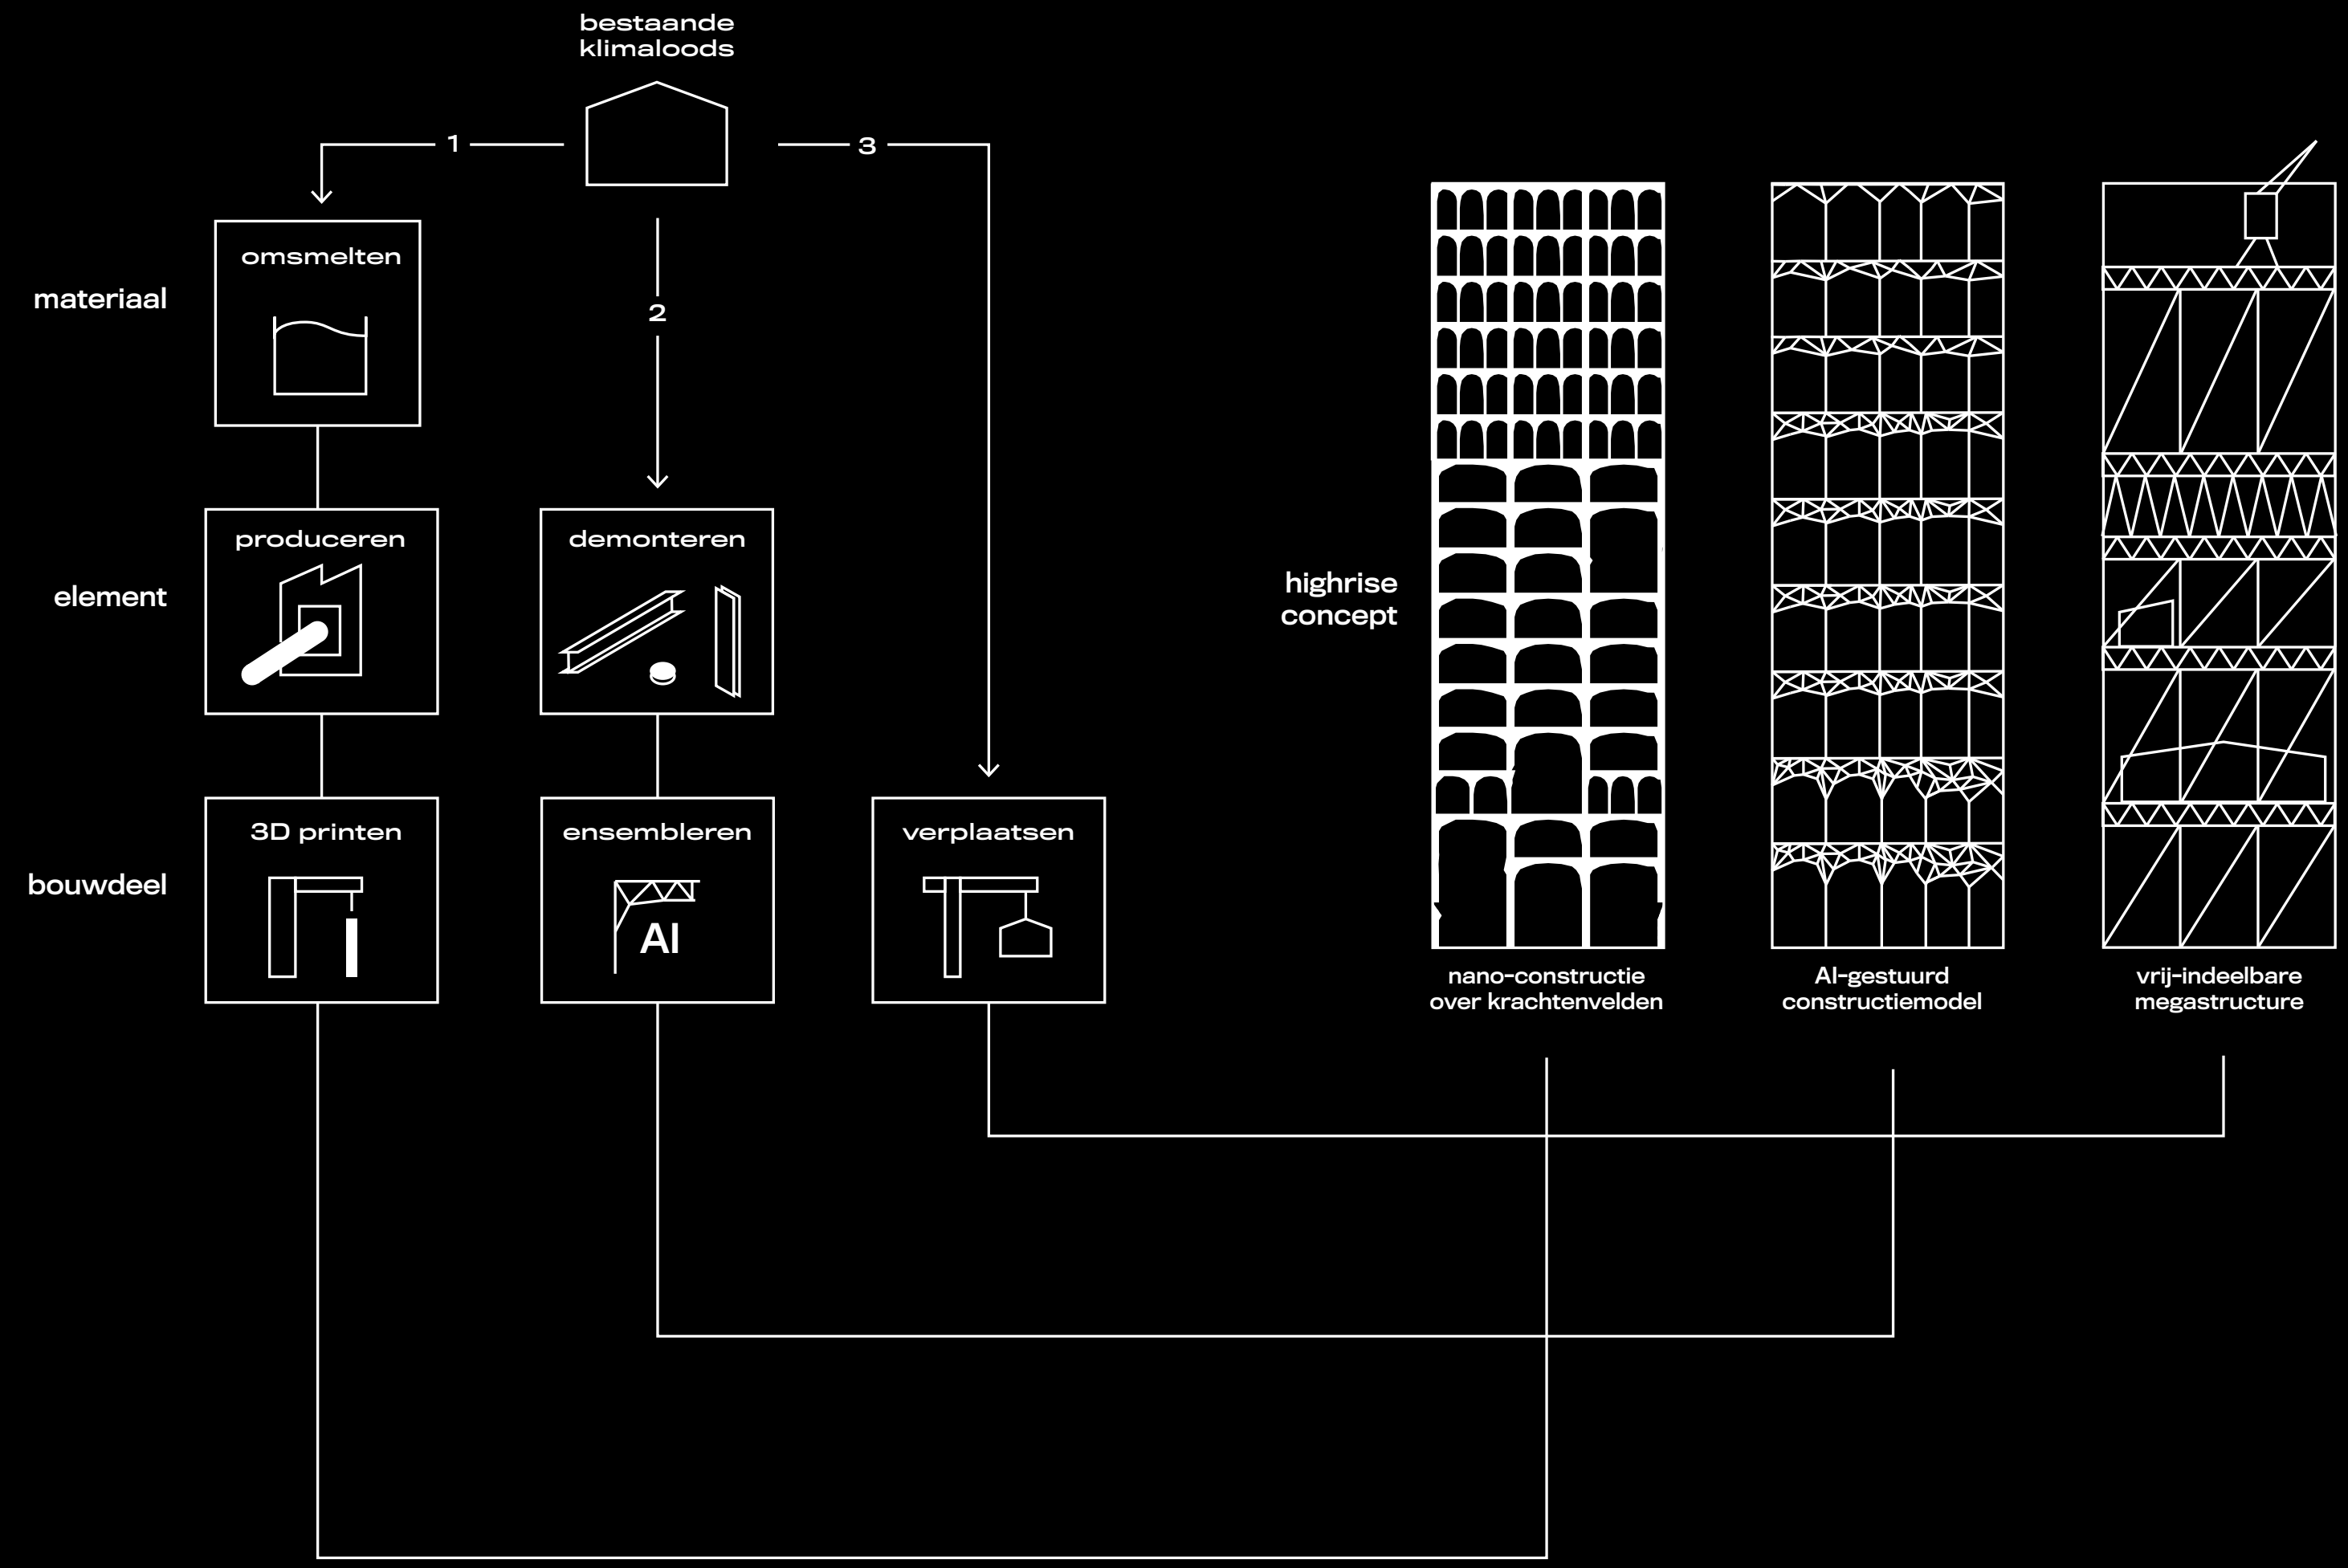 bestaande
klimaloods
1
3
2
materiaal
omsmelten
element
produceren
demonteren
bouwdeel
3D printen
ensembleren
AI
verplaatsen
highrise
concept
nano-constructie
over krachtenvelden
AI-gestuurd
constructiemodel
vrij-indeelbare
megastructure